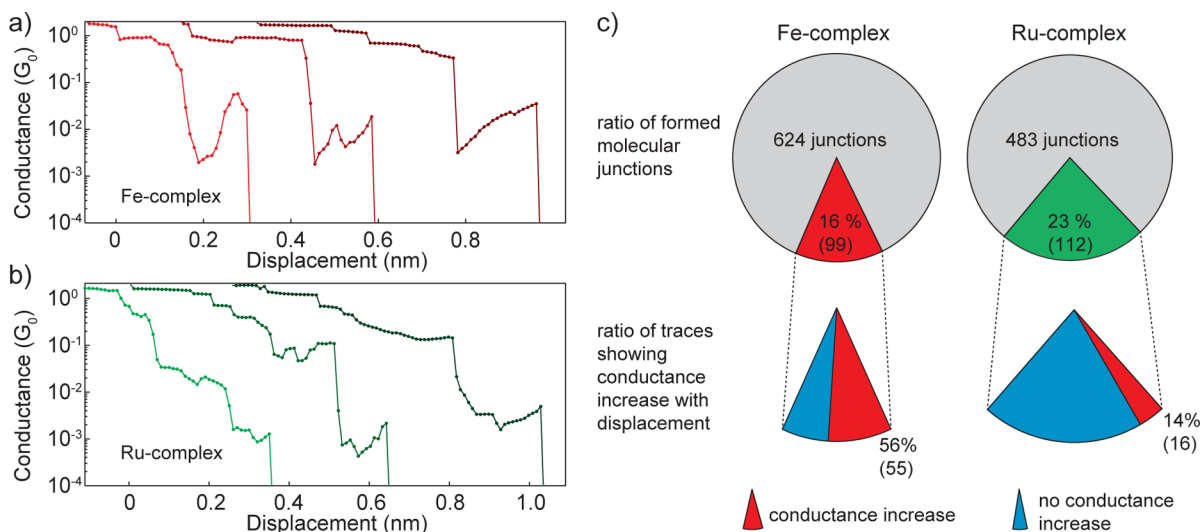 a)
10⁰
10⁻¹
10⁻²
10⁻³
10⁻⁴
Conductance (G₀)
Fe-complex
0 0.2 0.4 0.6 0.8
Displacement (nm)
b)
10⁰
10⁻¹
10⁻²
10⁻³
10⁻⁴
Conductance (G₀)
Ru-complex
0 0.2 0.4 0.6 0.8 1.0
Displacement (nm)
c)
Fe-complex
Ru-complex
ratio of formed
molecular
junctions
624 junctions
16 %
(99)
483 junctions
23 %
(112)
ratio of traces
showing
conductance
increase with
displacement
56%
(55)
14%
(16)
conductance increase
no conductance
increase